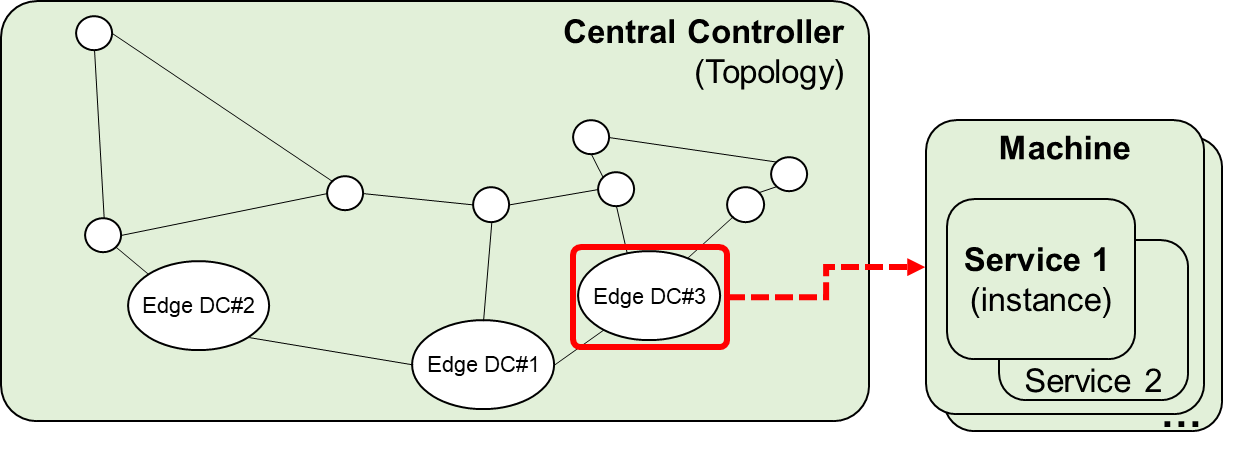 Central Controller
(Topology)
Edge DC#2
Edge DC#1
Edge DC#3
Machine
Service 1
(instance)
Service 2
...